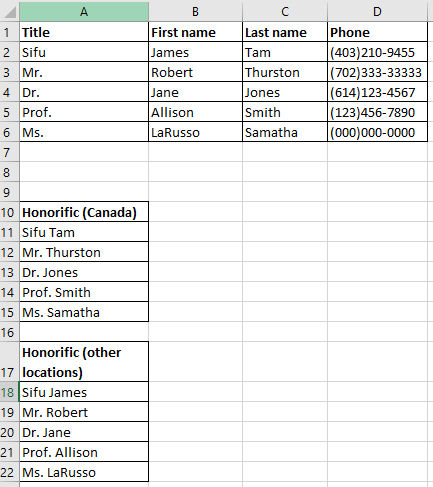 A B C D
1 Title First name Last name Phone
2 Sifu James Tam (403)210-9455
3 Mr. Robert Thurston (702)333-33333
4 Dr. Jane Jones (614)123-4567
5 Prof. Allison Smith (123)456-7890
6 Ms. LaRusso Samatha (000)000-0000
7
8
9
10 Honorific (Canada)
11 Sifu Tam
12 Mr. Thurston
13 Dr. Jones
14 Prof. Smith
15 Ms. Samatha
16
Honorific (other
17 locations)
18 Sifu James
19 Mr. Robert
20 Dr. Jane
21 Prof. Allison
22 Ms. LaRusso